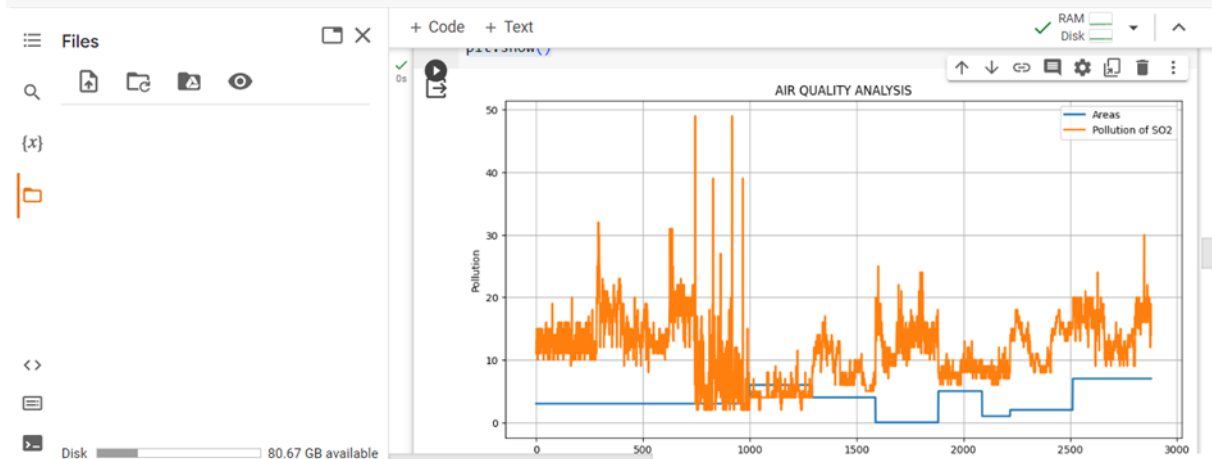 Files
{x}
<>
Disk 80.67 GB available
+ Code + Text
RAM
Disk
plt.show()
0s
AIR QUALITY ANALYSIS
Areas
Pollution of SO2
Pollution
50
40
30
20
10
0
0 500 1000 1500 2000 2500 3000